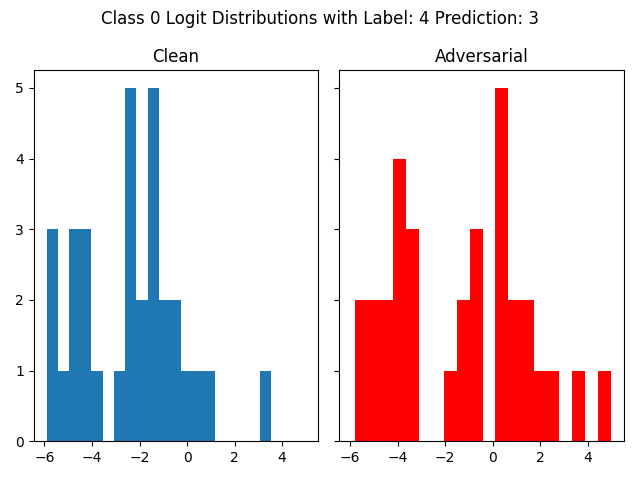 Class 0 Logit Distributions with Label: 4 Prediction: 3
Clean
Adversarial
5
4
3
2
1
0
−6 −4 −2 0 2 4
−6 −4 −2 0 2 4